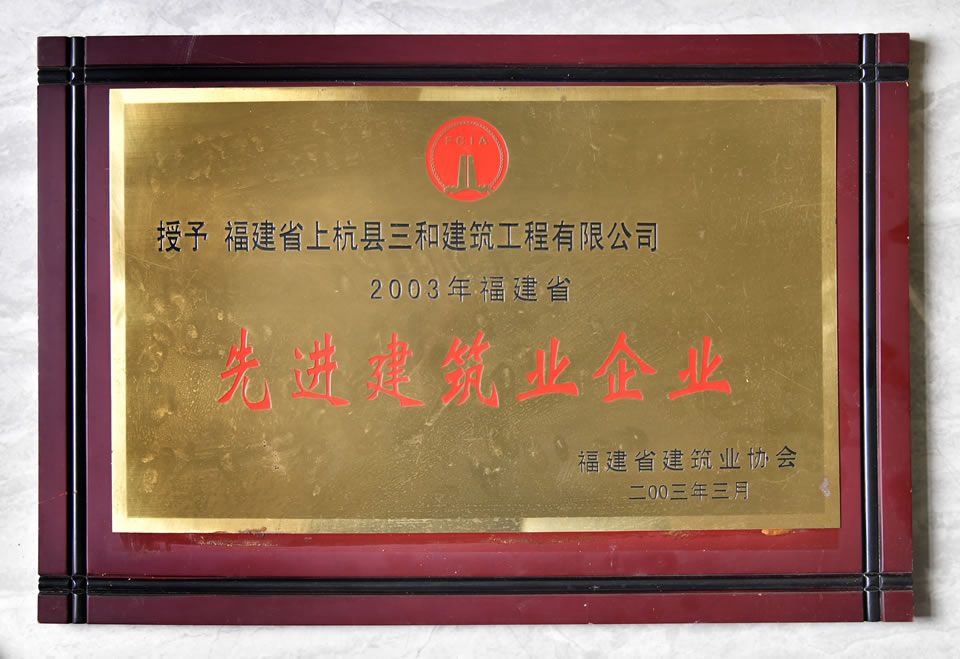 FCIA
授予 福建省上杭县三和建筑工程有限公司
2003年福建省
先进建筑业企业
福建省建筑业协会
二00三年三月